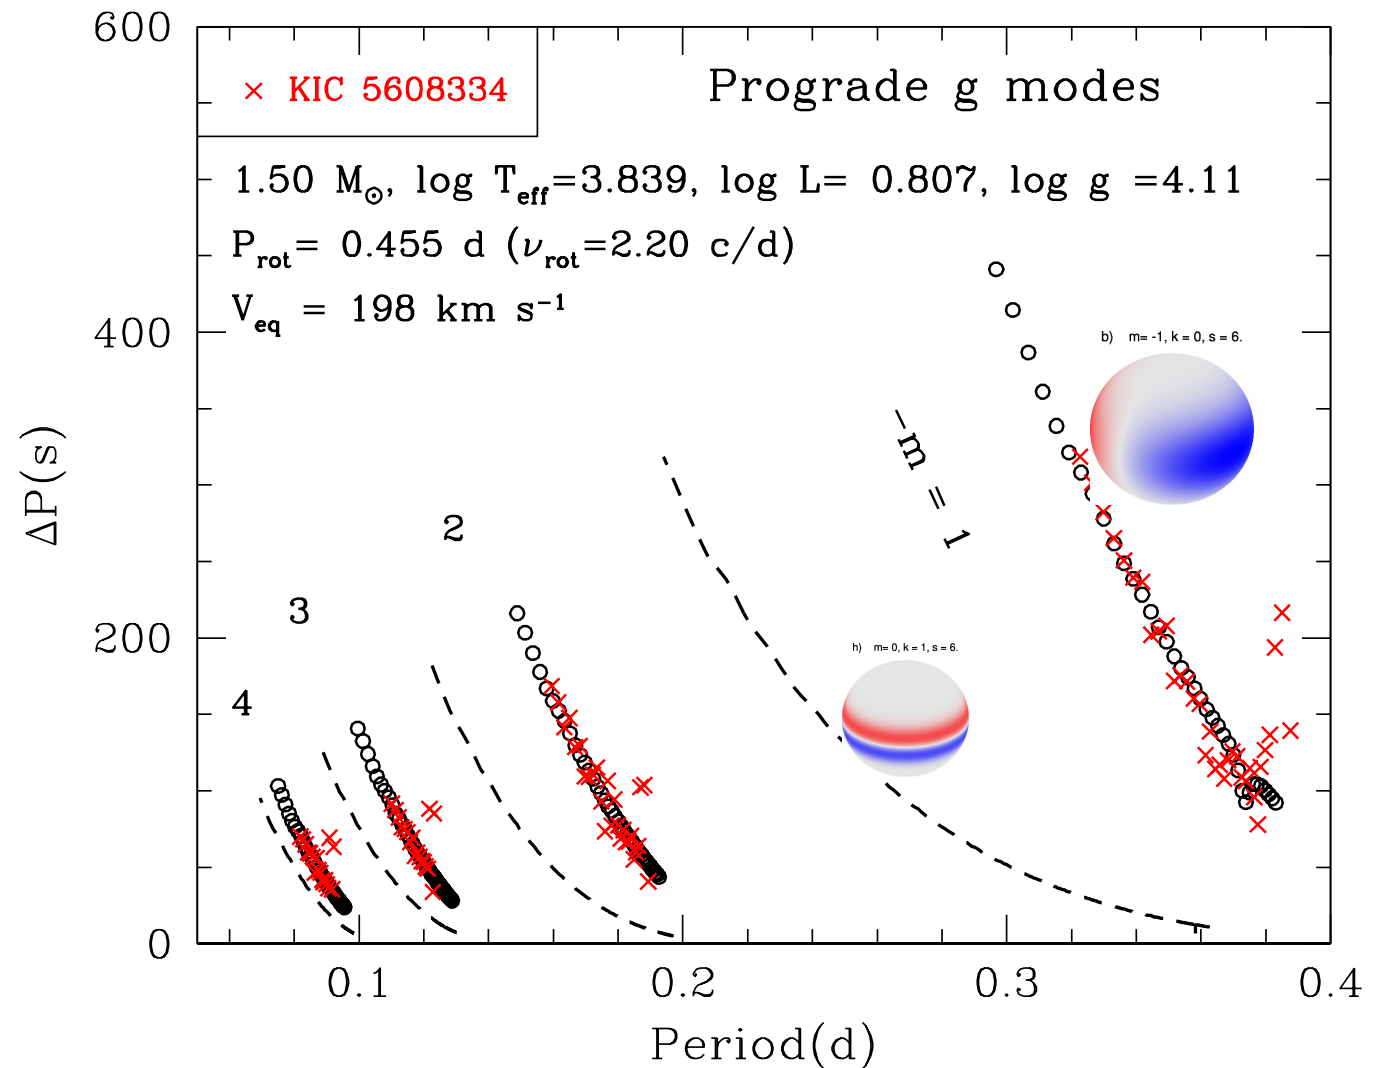 600
× KIC 5608334
Prograde g modes
1.50 M⊙, log Teff=3.839, log L= 0.807, log g =4.11
Prot= 0.455 d (νrot=2.20 c/d)
Veq = 198 km s⁻¹
400
b) m= -1, k = 0, s = 6.
−m = 1
2
3
200
h) m= 0, k = 1, s = 6.
4
0
ΔP(s)
0.1 0.2 0.3 0.4
Period(d)